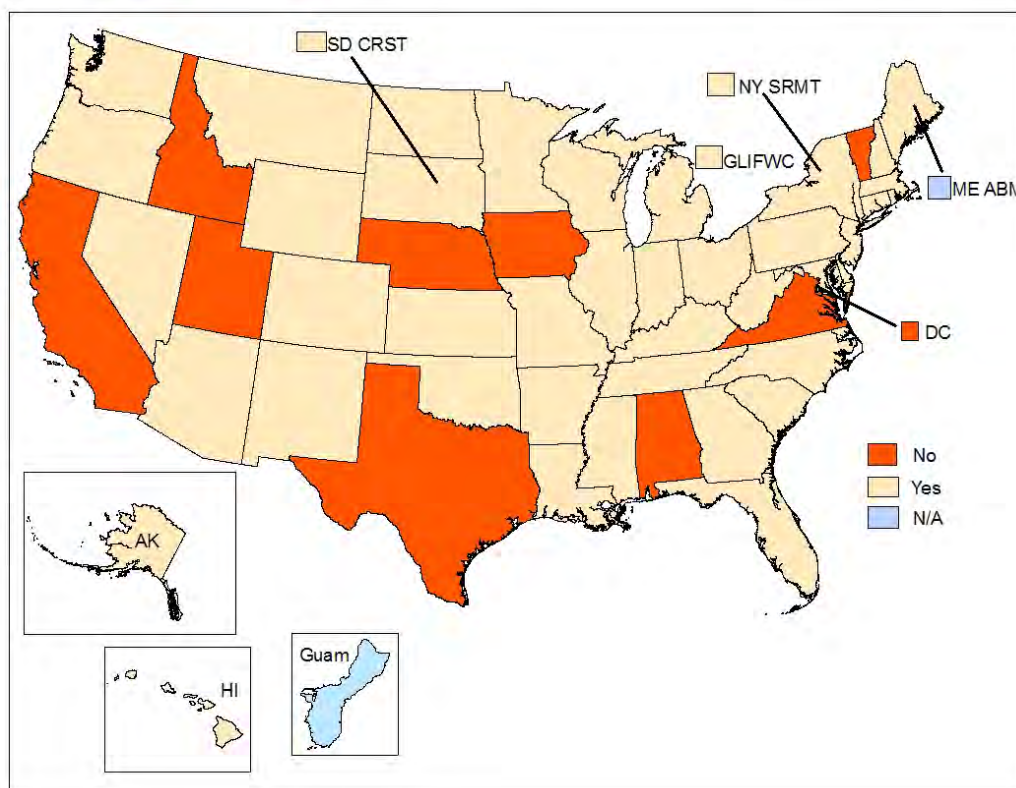 SD CRST
NY SRMT
GLIFWC
ME ABM
DC
No
Yes
N/A
AK
HI
Guam